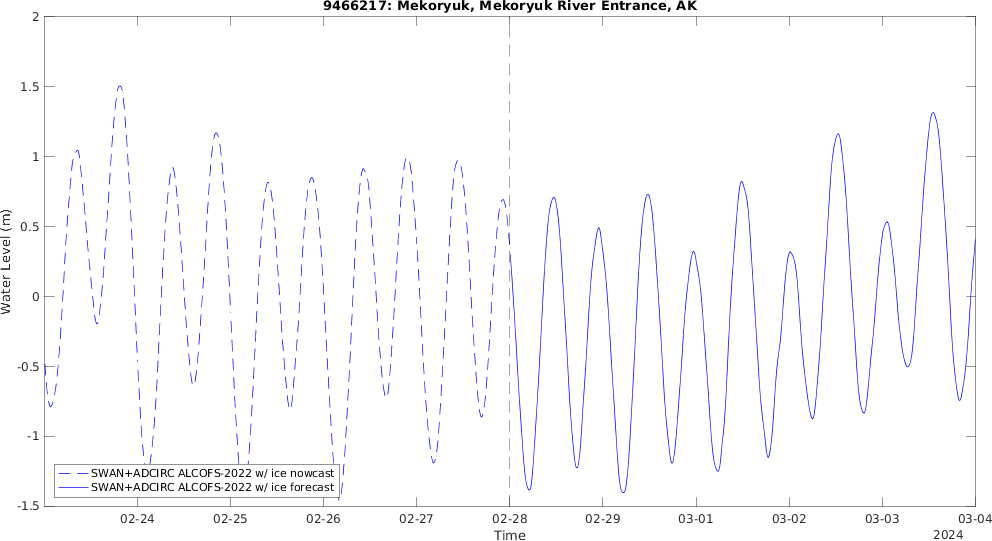 9466217: Mekoryuk, Mekoryuk River Entrance, AK
2
1.5
1
0.5
0
-0.5
-1
-1.5
Water Level (m)
SWAN+ADCIRC ALCOFS-2022 w/ ice nowcast
SWAN+ADCIRC ALCOFS-2022 w/ ice forecast
02-24 02-25 02-26 02-27 02-28 02-29 03-01 03-02 03-03 03-04
Time 2024